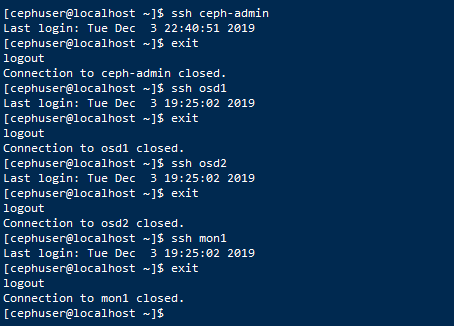 [cephuser@localhost ~]$ ssh ceph-admin
Last login: Tue Dec  3 22:40:51 2019
[cephuser@localhost ~]$ exit
logout
Connection to ceph-admin closed.
[cephuser@localhost ~]$ ssh osd1
Last login: Tue Dec  3 19:25:02 2019
[cephuser@localhost ~]$ exit
logout
Connection to osd1 closed.
[cephuser@localhost ~]$ ssh osd2
Last login: Tue Dec  3 19:25:02 2019
[cephuser@localhost ~]$ exit
logout
Connection to osd2 closed.
[cephuser@localhost ~]$ ssh mon1
Last login: Tue Dec  3 19:25:02 2019
[cephuser@localhost ~]$ exit
logout
Connection to mon1 closed.
[cephuser@localhost ~]$